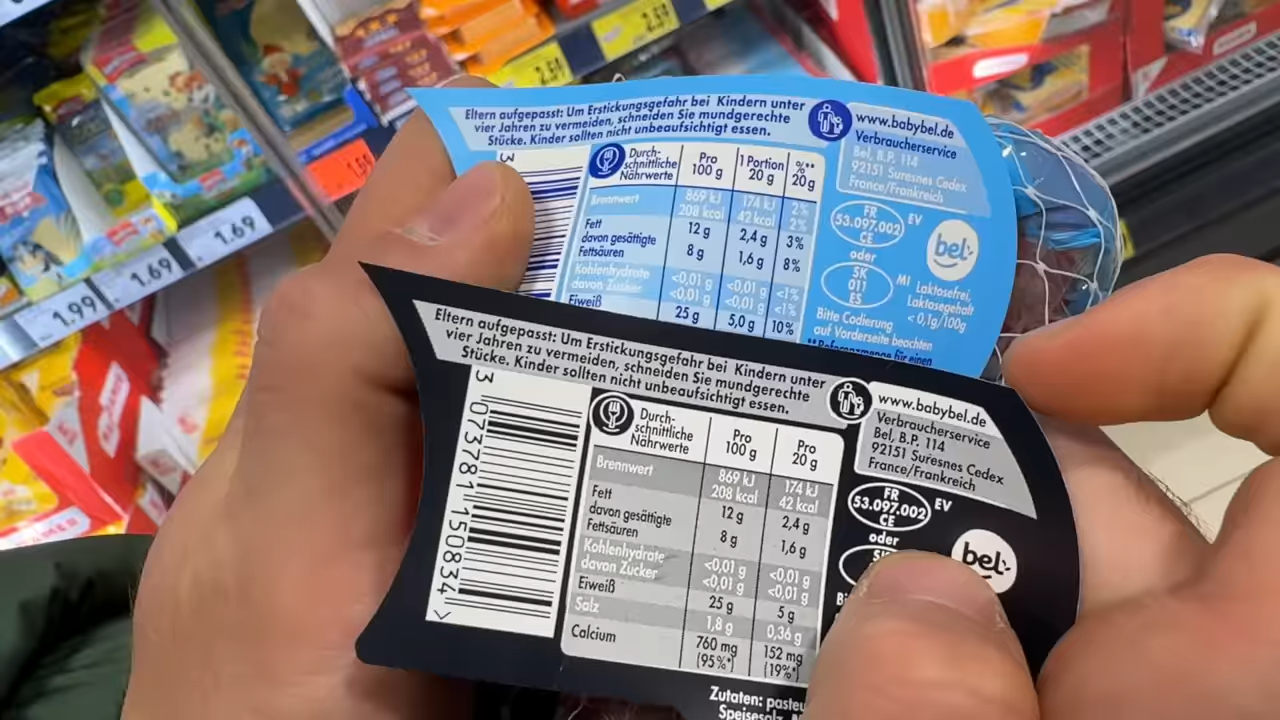 2.59
2.69
1.59
1.69
1.69
1.99
Eltern aufgepasst: Um Erstickungsgefahr bei Kindern unter
vier Jahren zu vermeiden, schneiden Sie mundgerechte
Stücke. Kinder sollten nicht unbeaufsichtigt essen.
www.babybel.de
Verbraucherservice
Bel, B.P. 114
92151 Suresnes Cedex
France/Frankreich
3
Durch-
schnittliche
Nährwerte
Pro
100 g
1 Portion
20 g
%**
20g
Brennwert 869 kJ 174 kJ 2%
208 kcal 42 kcal 2%
Fett 12 g 2,4 g 3%
davon gesättigte
Fettsäuren 8 g 1,6 g 8%
Kohlenhydrate <0,01 g <0,01 g <1%
davon Zucker <0,01 g <0,01 g <1%
Eiweiß 25 g 5,0 g 10%
FR
53.097.002
CE
EV
oder
SK
011
ES
bel
M1 Laktosefrei,
Laktosegehalt
< 0,1g/100g
Bitte Codierung
auf Vorderseite beachten
**Referenzmenge für einen
Eltern aufgepasst: Um Erstickungsgefahr bei Kindern unter
vier Jahren zu vermeiden, schneiden Sie mundgerechte
Stücke. Kinder sollten nicht unbeaufsichtigt essen.
www.babybel.de
Verbraucherservice
Bel, B.P. 114
92151 Suresnes Cedex
France/Frankreich
3 073781 150834 >
Durch-
schnittliche
Nährwerte
Pro
100 g
Pro
20 g
Brennwert 869 kJ 174 kJ
208 kcal 42 kcal
Fett 12 g 2,4 g
davon gesättigte
Fettsäuren 8 g 1,6 g
Kohlenhydrate <0,01 g <0,01 g
davon Zucker <0,01 g <0,01 g
Eiweiß 25 g 5 g
Salz 1,8 g 0,36 g
Calcium 760 mg 152 mg
(95%*) (19%*)
FR
53.097.002
CE
EV
oder
bel
Zutaten:
Speisesalz,